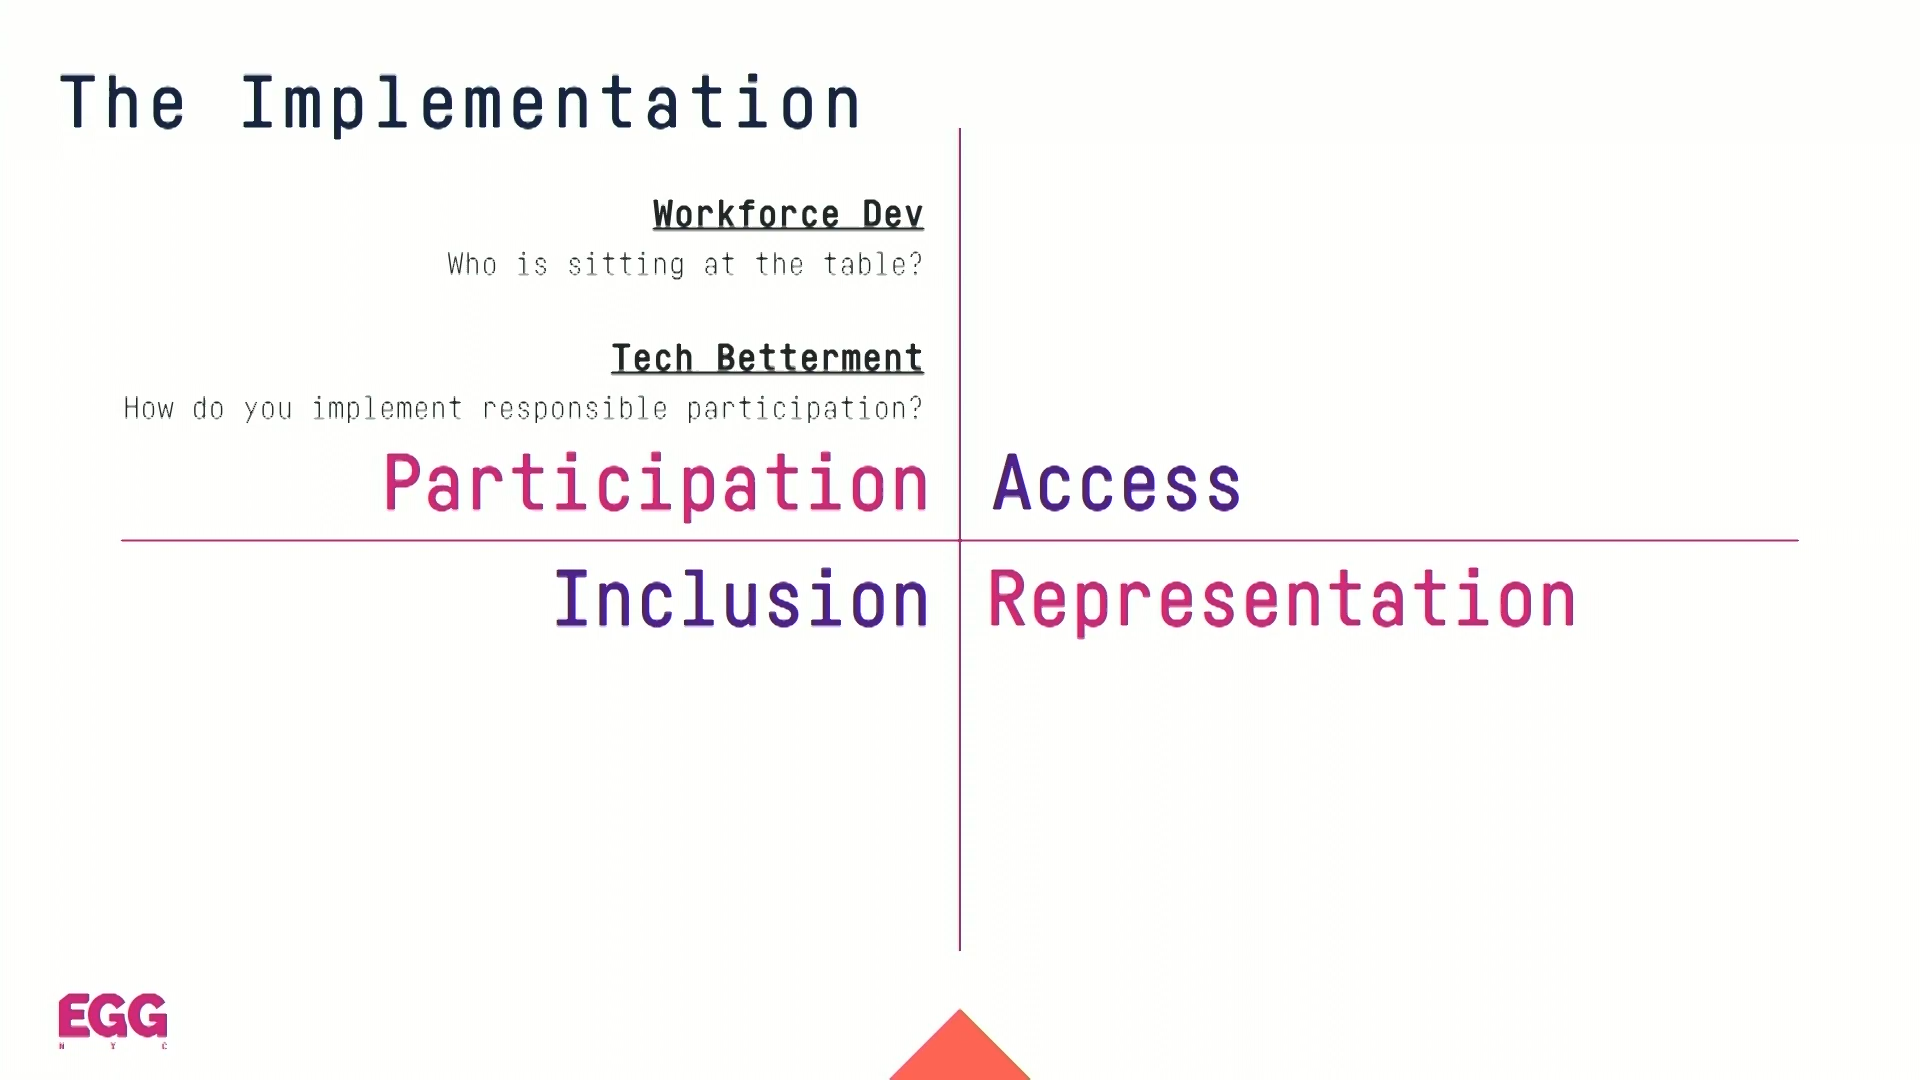 The Implementation
Workforce Dev
Who is sitting at the table?
Tech Betterment
How do you implement responsible participation?
Participation
Access
Inclusion
Representation
EGG
N Y C